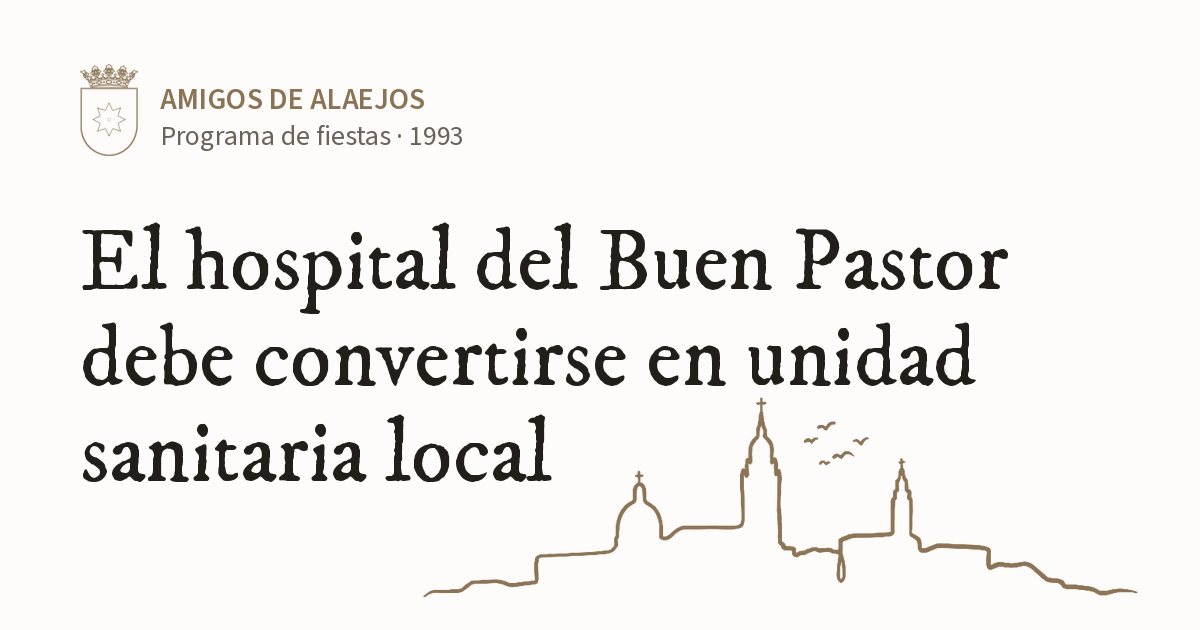 AMIGOS DE ALAEJOS
Programa de fiestas · 1993
El hospital del Buen Pastor
debe convertirse en unidad
sanitaria local